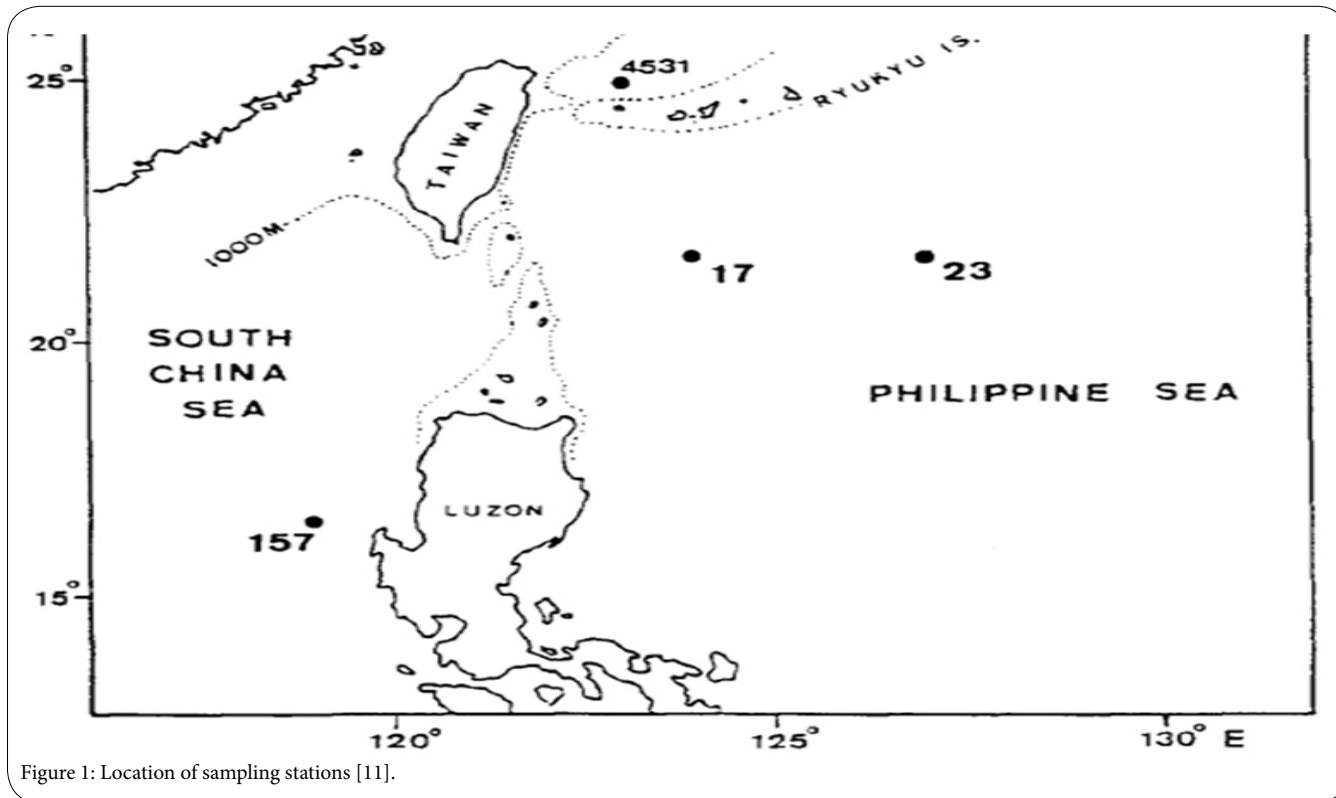 4531
25°
RYUKYU IS.
TAIWAN
1000M
17
23
SOUTH
CHINA
SEA
20°
PHILIPPINE SEA
LUZON
157
15°
120°
125°
130° E
Figure 1: Location of sampling stations [11].